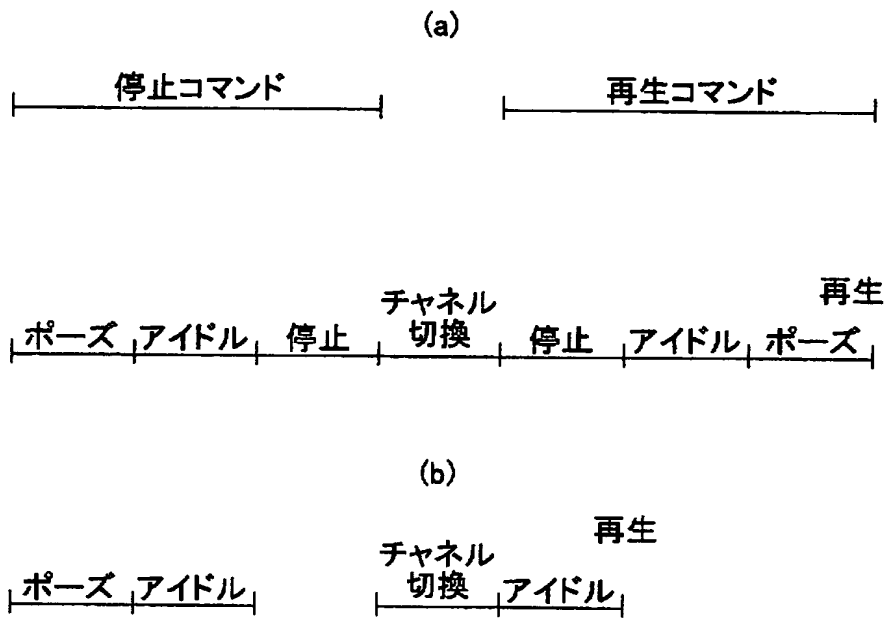 (a)
停止コマンド
再生コマンド
再生
チャネル
切換
ポーズ
アイドル
停止
停止
アイドル
ポーズ
(b)
再生
チャネル
切換
ポーズ
アイドル
アイドル